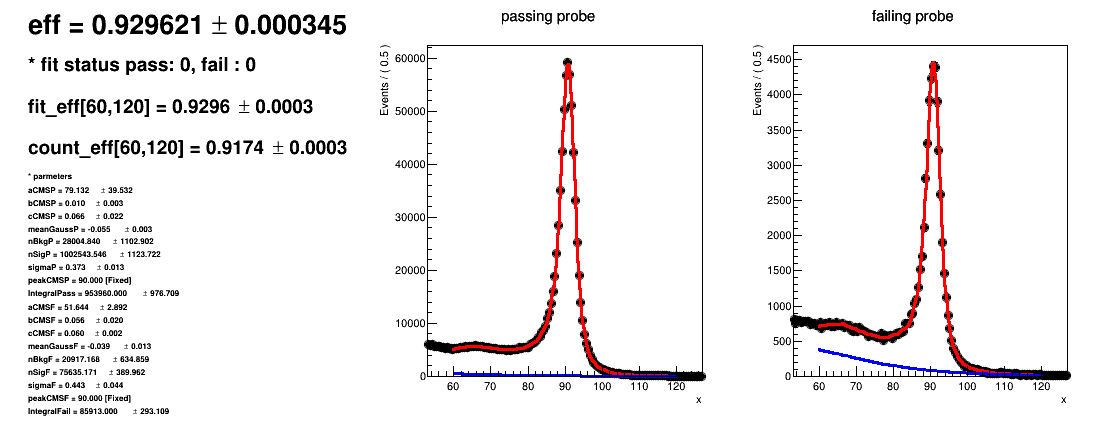 eff = 0.929621 ± 0.000345
* fit status pass: 0, fail : 0
fit_eff[60,120] = 0.9296 ± 0.0003
count_eff[60,120] = 0.9174 ± 0.0003
* parmeters
aCMSP = 79.132 ± 39.532
bCMSP = 0.010 ± 0.003
cCMSP = 0.066 ± 0.022
meanGaussP = -0.055 ± 0.003
nBkgP = 28004.840 ± 1102.902
nSigP = 1002543.546 ± 1123.722
sigmaP = 0.373 ± 0.013
peakCMSP = 90.000 [Fixed]
IntegralPass = 953960.000 ± 976.709
aCMSF = 51.644 ± 2.892
bCMSF = 0.056 ± 0.020
cCMSF = 0.060 ± 0.002
meanGaussF = -0.039 ± 0.013
nBkgF = 20917.168 ± 634.859
nSigF = 75635.171 ± 389.962
sigmaF = 0.443 ± 0.044
peakCMSF = 90.000 [Fixed]
IntegralFail = 85913.000 ± 293.109
passing probe
Events / ( 0.5 )
60000
50000
40000
30000
20000
10000
0
60 70 80 90 100 110 120
x
failing probe
Events / ( 0.5 )
4500
4000
3500
3000
2500
2000
1500
1000
500
0
60 70 80 90 100 110 120
x